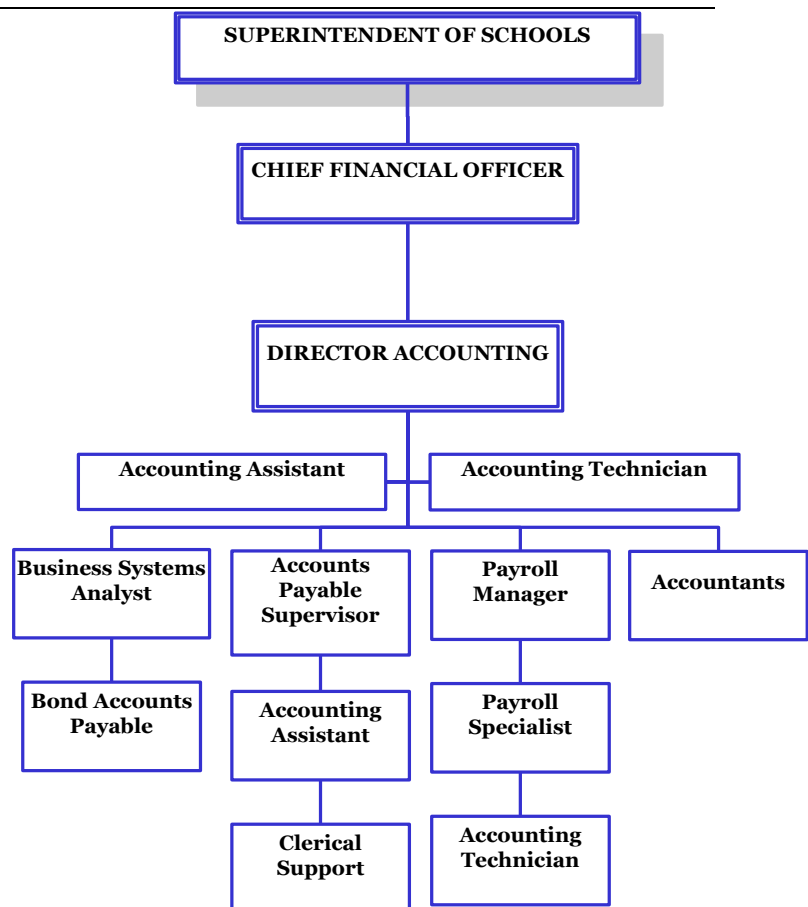 SUPERINTENDENT OF SCHOOLS
CHIEF FINANCIAL OFFICER
DIRECTOR ACCOUNTING
Accounting Assistant
Accounting Technician
Business Systems
Analyst
Accounts
Payable
Supervisor
Payroll
Manager
Accountants
Bond Accounts
Payable
Accounting
Assistant
Payroll
Specialist
Clerical
Support
Accounting
Technician